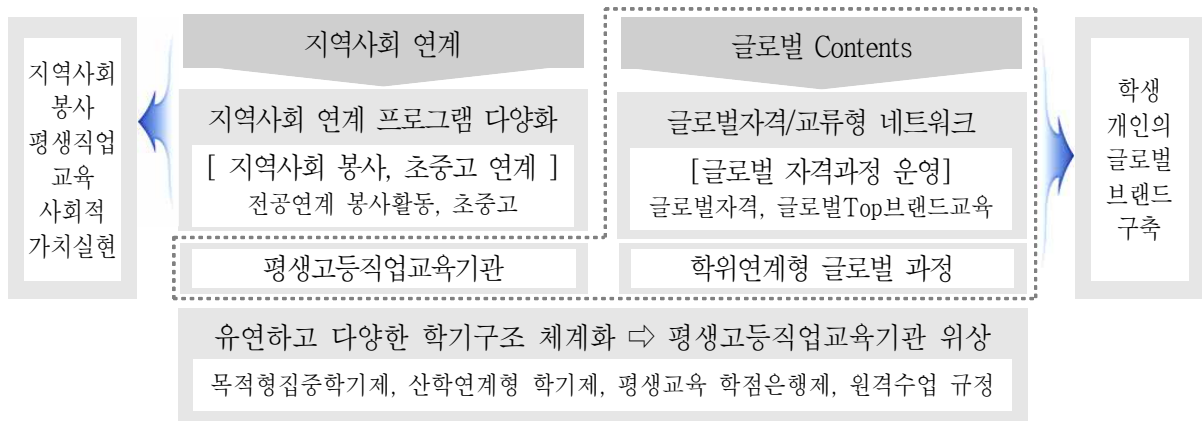 지역사회
봉사
평생직업
교육
사회적
가치실현
지역사회 연계
지역사회 연계 프로그램 다양화
[ 지역사회 봉사, 초중고 연계 ]
전공연계 봉사활동, 초중고
평생고등직업교육기관
글로벌 Contents
글로벌자격/교류형 네트워크
[글로벌 자격과정 운영]
글로벌자격, 글로벌Top브랜드교육
학위연계형 글로벌 과정
학생
개인의
글로벌
브랜드
구축
유연하고 다양한 학기구조 체계화 ⇨ 평생고등직업교육기관 위상
목적형집중학기제, 산학연계형 학기제, 평생교육 학점은행제, 원격수업 규정